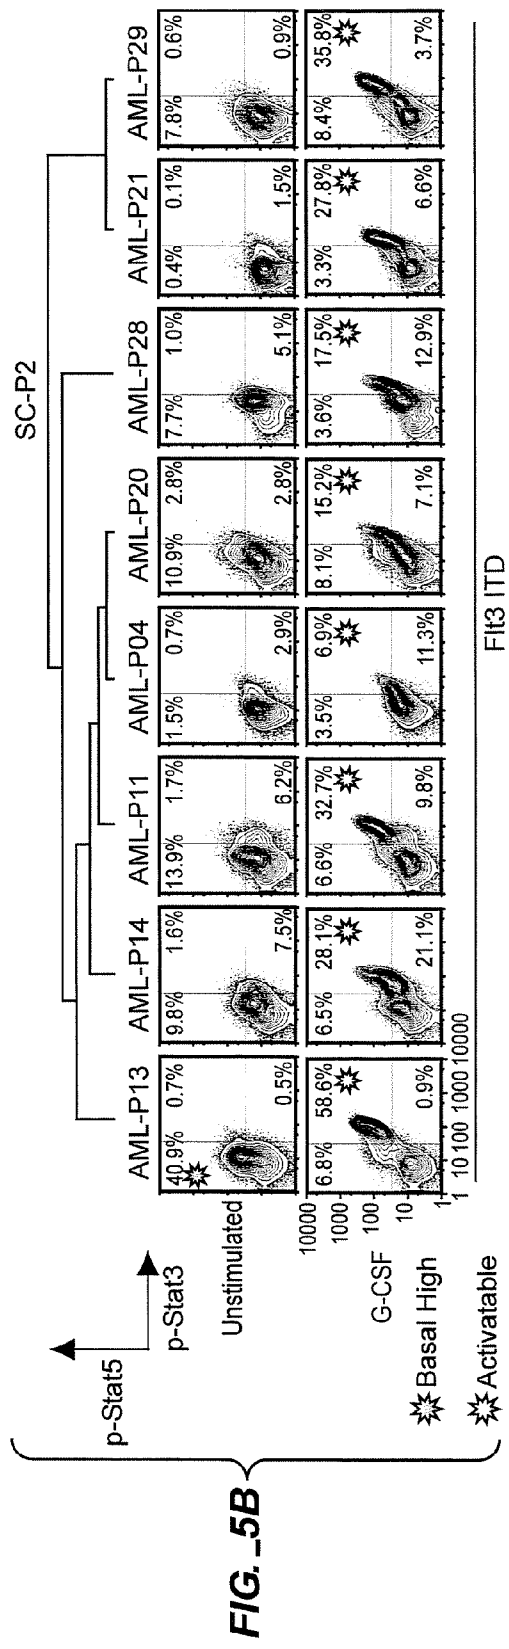 FIG._5B
SC-P2
p-Stat5
p-Stat3
AML-P13 AML-P14 AML-P11 AML-P04 AML-P20 AML-P28 AML-P21 AML-P29
Unstimulated
40.9% 0.7% 9.8% 1.6% 13.9% 1.7% 1.5% 0.7% 10.9% 2.8% 7.7% 1.0% 0.4% 0.1% 7.8% 0.6%
0.5% 7.5% 6.2% 2.9% 2.8% 5.1% 1.5% 0.9%
G-CSF
10000
1000
100
10
1
6.8% 58.6% 6.5% 28.1% 6.6% 32.7% 3.5% 6.9% 8.1% 15.2% 3.6% 17.5% 3.3% 27.8% 8.4% 35.8%
0.9% 21.1% 9.8% 11.3% 7.1% 12.9% 6.6% 3.7%
1 10 100 1000 10000
Basal High
Activatable
Flt3 ITD